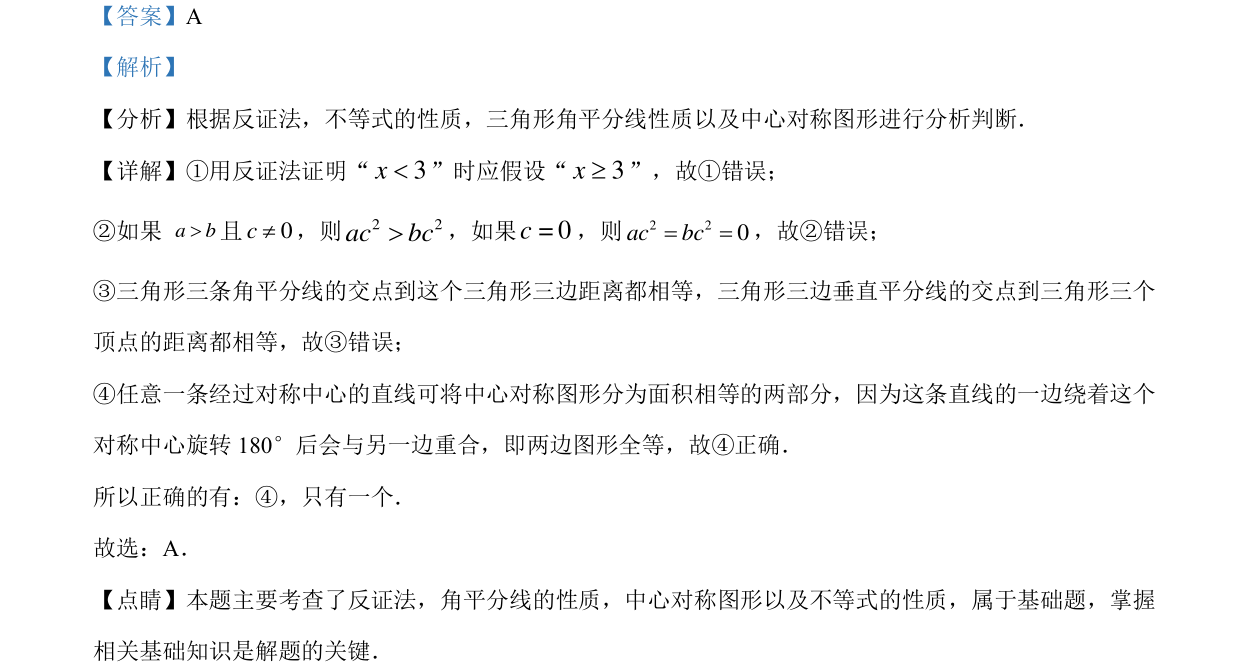 【答案】A
【解析】
【分析】根据反证法，不等式的性质，三角形角平分线性质以及中心对称图形进行分析判断．
【详解】①用反证法证明“x<3”时应假设“x≥3”，故①错误；
②如果 a>b且c≠0，则ac²>bc²，如果c=0，则ac²=bc²=0，故②错误；
③三角形三条角平分线的交点到这个三角形三边距离都相等，三角形三边垂直平分线的交点到三角形三个
顶点的距离都相等，故③错误；
④任意一条经过对称中心的直线可将中心对称图形分为面积相等的两部分，因为这条直线的一边绕着这个
对称中心旋转 180°后会与另一边重合，即两边图形全等，故④正确．
所以正确的有：④，只有一个．
故选：A．
【点睛】本题主要考查了反证法，角平分线的性质，中心对称图形以及不等式的性质，属于基础题，掌握
相关基础知识是解题的关键．